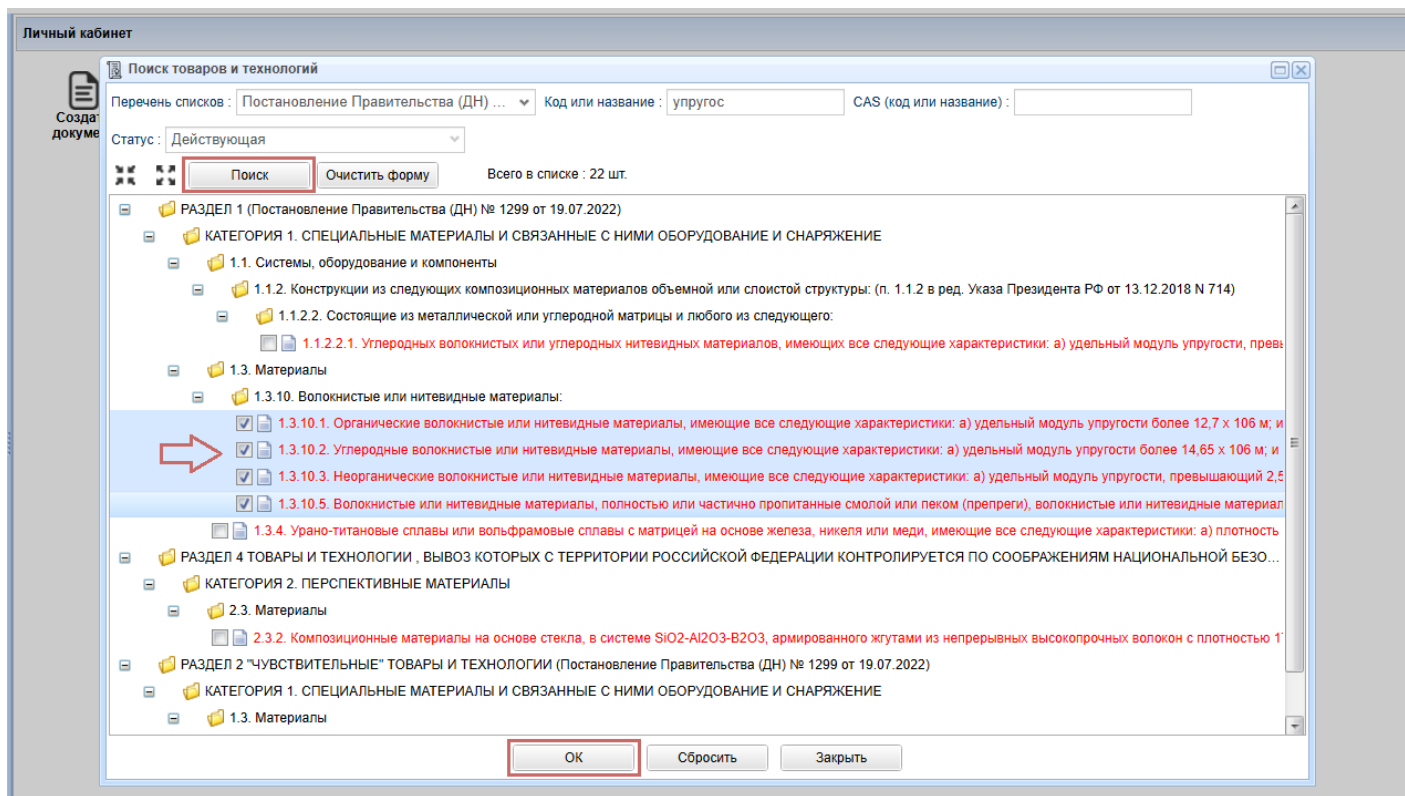 Личный кабинет
Создат
докуме
Поиск товаров и технологий
Перечень списков : Постановление Правительства (ДН) ... Код или название : упругос CAS (код или название) :
Статус : Действующая
Поиск Очистить форму Всего в списке : 22 шт.
РАЗДЕЛ 1 (Постановление Правительства (ДН) № 1299 от 19.07.2022)
КАТЕГОРИЯ 1. СПЕЦИАЛЬНЫЕ МАТЕРИАЛЫ И СВЯЗАННЫЕ С НИМИ ОБОРУДОВАНИЕ И СНАРЯЖЕНИЕ
1.1. Системы, оборудование и компоненты
1.1.2. Конструкции из следующих композиционных материалов объемной или слоистой структуры: (п. 1.1.2 в ред. Указа Президента РФ от 13.12.2018 N 714)
1.1.2.2. Состоящие из металлической или углеродной матрицы и любого из следующего:
1.1.2.2.1. Углеродных волокнистых или углеродных нитевидных материалов, имеющих все следующие характеристики: а) удельный модуль упругости, превы
1.3. Материалы
1.3.10. Волокнистые или нитевидные материалы:
1.3.10.1. Органические волокнистые или нитевидные материалы, имеющие все следующие характеристики: а) удельный модуль упругости более 12,7 x 106 м; и
1.3.10.2. Углеродные волокнистые или нитевидные материалы, имеющие все следующие характеристики: а) удельный модуль упругости более 14,65 x 106 м; и
1.3.10.3. Неорганические волокнистые или нитевидные материалы, имеющие все следующие характеристики: а) удельный модуль упругости, превышающий 2,5
1.3.10.5. Волокнистые или нитевидные материалы, полностью или частично пропитанные смолой или пеком (препреги), волокнистые или нитевидные материал
1.3.4. Урано-титановые сплавы или вольфрамовые сплавы с матрицей на основе железа, никеля или меди, имеющие все следующие характеристики: а) плотность
РАЗДЕЛ 4 ТОВАРЫ И ТЕХНОЛОГИИ , ВЫВОЗ КОТОРЫХ С ТЕРРИТОРИИ РОССИЙСКОЙ ФЕДЕРАЦИИ КОНТРОЛИРУЕТСЯ ПО СООБРАЖЕНИЯМ НАЦИОНАЛЬНОЙ БЕЗО...
КАТЕГОРИЯ 2. ПЕРСПЕКТИВНЫЕ МАТЕРИАЛЫ
2.3. Материалы
2.3.2. Композиционные материалы на основе стекла, в системе SiO2-Al2O3-B2O3, армированного жгутами из непрерывных высокопрочных волокон с плотностью 1
РАЗДЕЛ 2 "ЧУВСТВИТЕЛЬНЫЕ" ТОВАРЫ И ТЕХНОЛОГИИ (Постановление Правительства (ДН) № 1299 от 19.07.2022)
КАТЕГОРИЯ 1. СПЕЦИАЛЬНЫЕ МАТЕРИАЛЫ И СВЯЗАННЫЕ С НИМИ ОБОРУДОВАНИЕ И СНАРЯЖЕНИЕ
1.3. Материалы
ОК Сбросить Закрыть